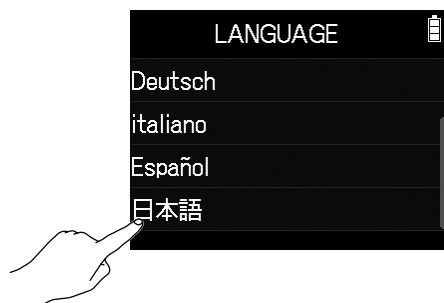 LANGUAGE
Deutsch
italiano
Español
日本語